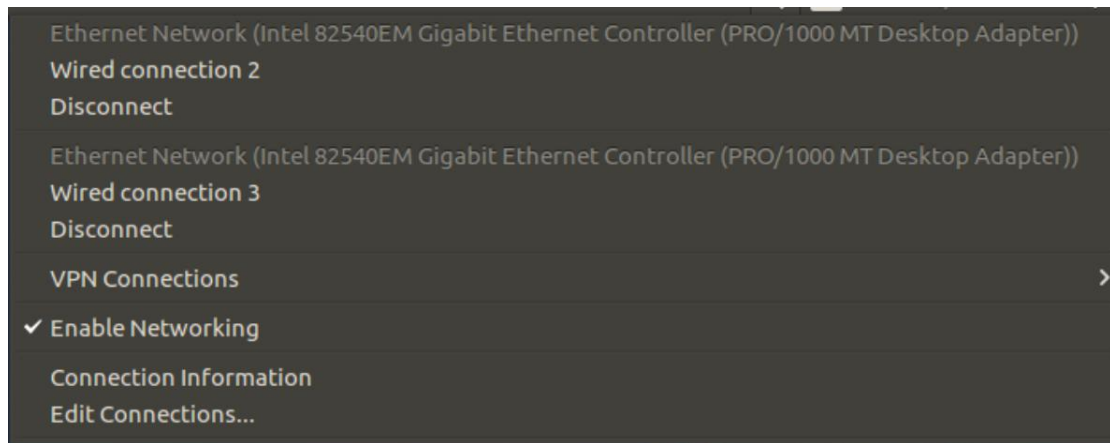 Ethernet Network (Intel 82540EM Gigabit Ethernet Controller (PRO/1000 MT Desktop Adapter))
Wired connection 2
Disconnect
Ethernet Network (Intel 82540EM Gigabit Ethernet Controller (PRO/1000 MT Desktop Adapter))
Wired connection 3
Disconnect
VPN Connections
Enable Networking
Connection Information
Edit Connections...